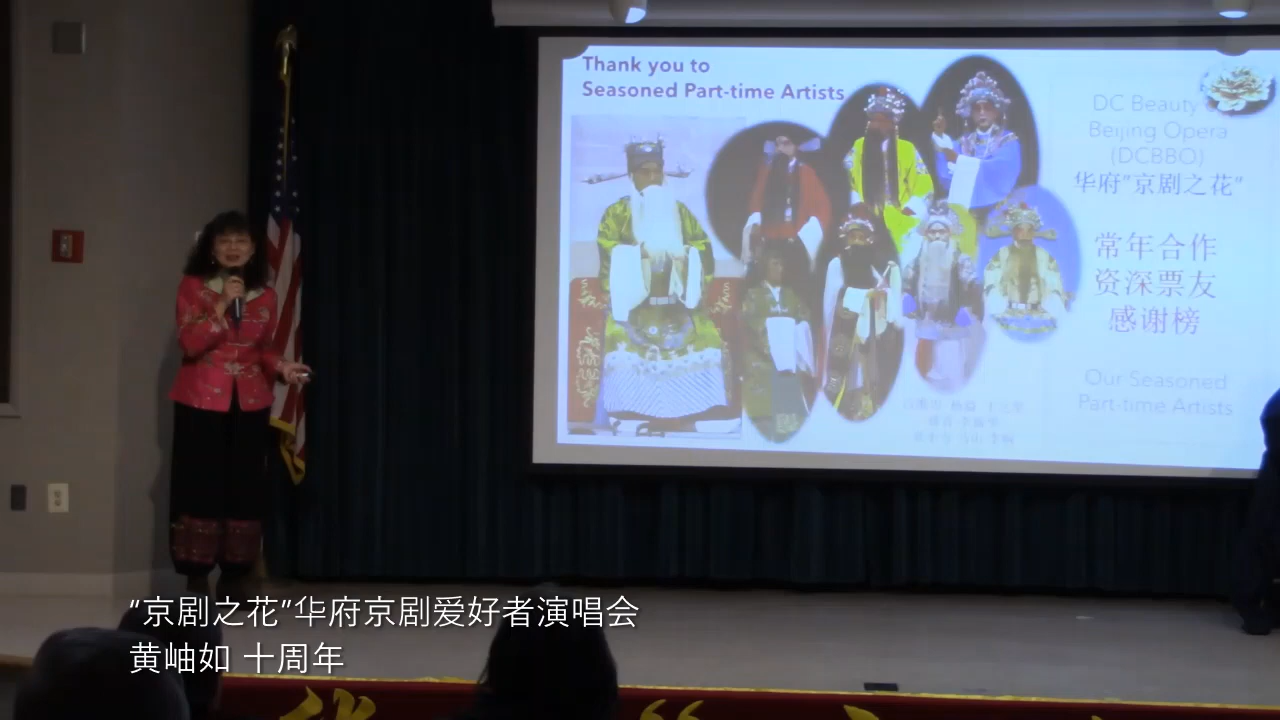 Thank you to
Seasoned Part-time Artists
DC Beauty
Beijing Opera
(DCBBO)
华府"京剧之花"
常年合作
资深票友
感谢榜
Our Seasoned
Part-time Artists
“京剧之花”华府京剧爱好者演唱会
黄岫如 十周年